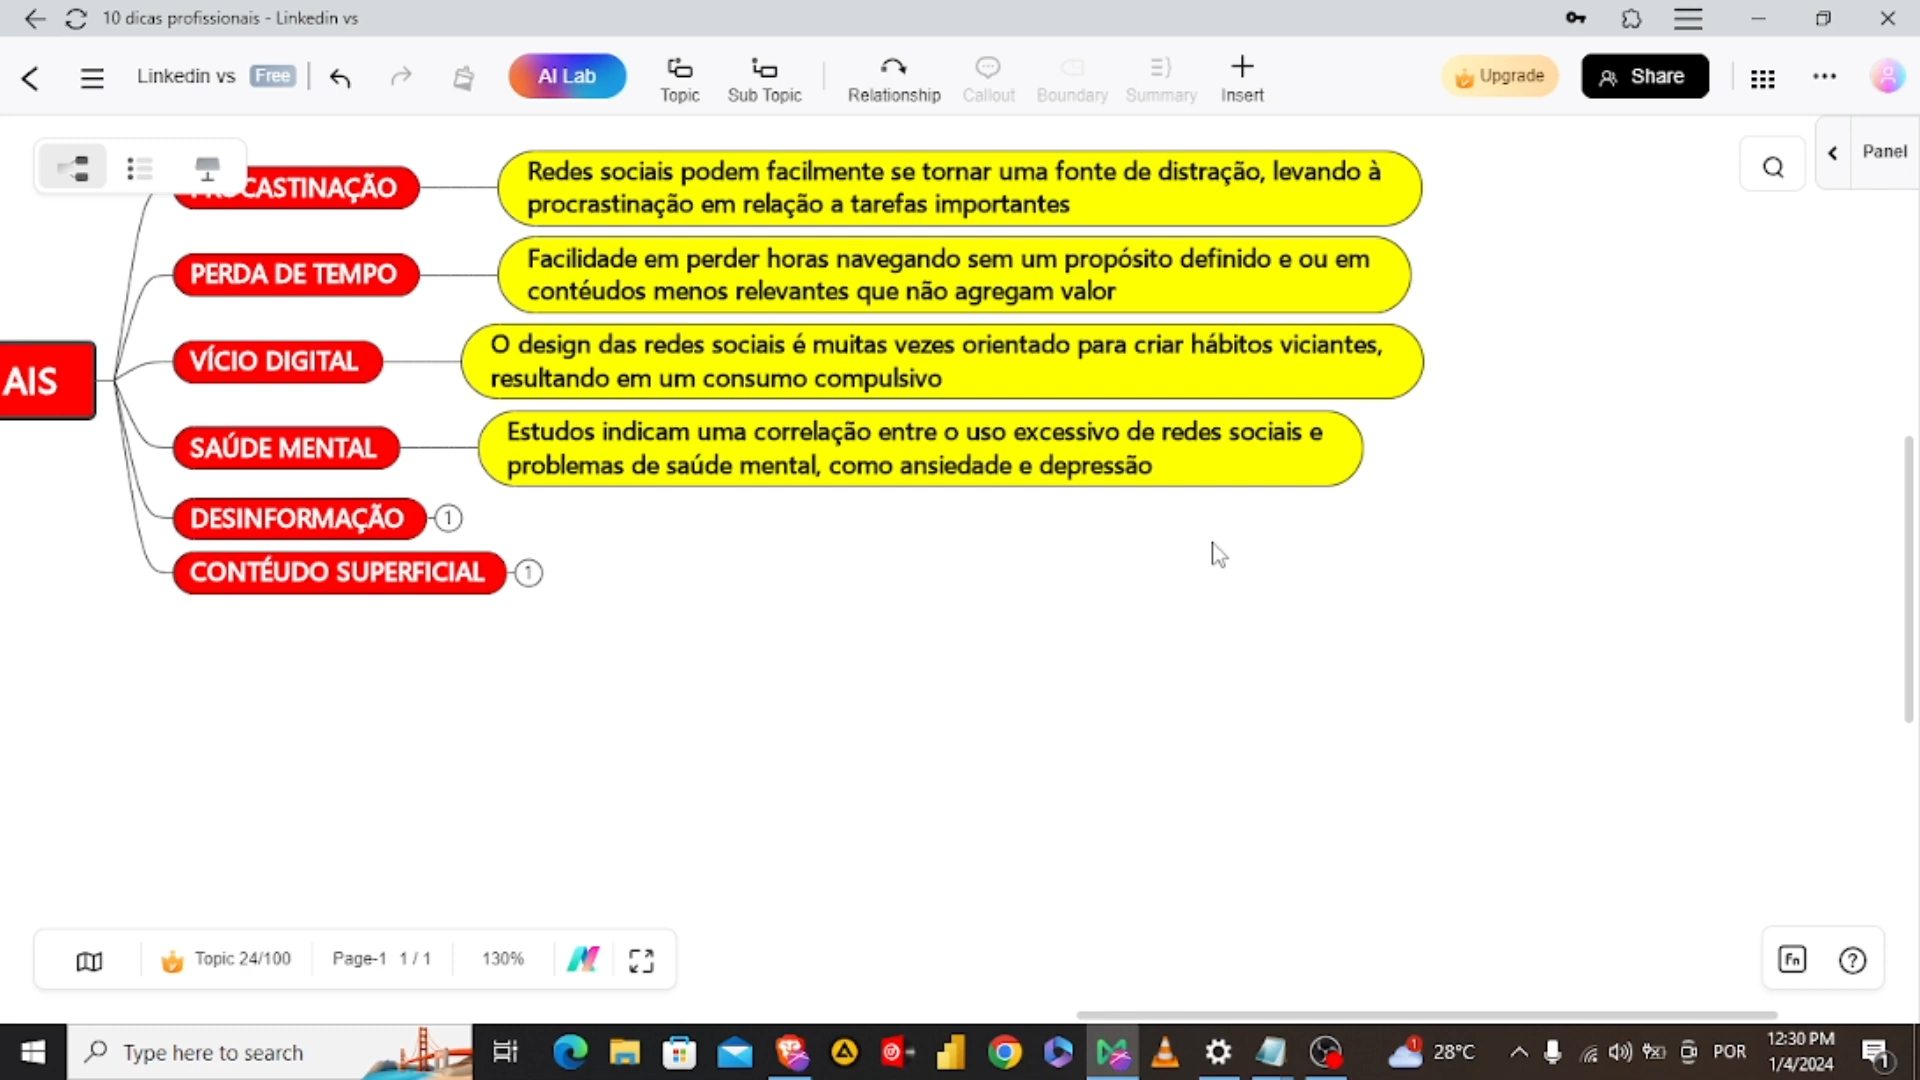 10 dicas profissionais - Linkedin vs
Linkedin vs
Free
AI Lab
Topic
Sub Topic
Relationship
Callout
Boundary
Summary
Insert
Upgrade
Share
Panel
CASTINAÇÃO
Redes sociais podem facilmente se tornar uma fonte de distração, levando à
procrastinação em relação a tarefas importantes
PERDA DE TEMPO
Facilidade em perder horas navegando sem um propósito definido e ou em
contéudos menos relevantes que não agregam valor
AIS
VÍCIO DIGITAL
O design das redes sociais é muitas vezes orientado para criar hábitos viciantes,
resultando em um consumo compulsivo
SAÚDE MENTAL
Estudos indicam uma correlação entre o uso excessivo de redes sociais e
problemas de saúde mental, como ansiedade e depressão
DESINFORMAÇÃO
1
CONTÉUDO SUPERFICIAL
1
Topic 24/100
Page-1 1 / 1
130%
Fn
Type here to search
1
28°C
POR
12:30 PM
1/4/2024
1